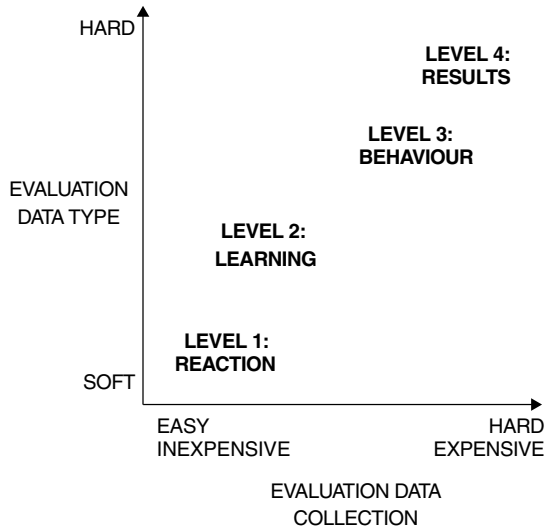 HARD
LEVEL 4:
RESULTS
LEVEL 3:
BEHAVIOUR
EVALUATION
DATA TYPE
LEVEL 2:
LEARNING
LEVEL 1:
REACTION
SOFT
EASY
INEXPENSIVE
HARD
EXPENSIVE
EVALUATION DATA
COLLECTION